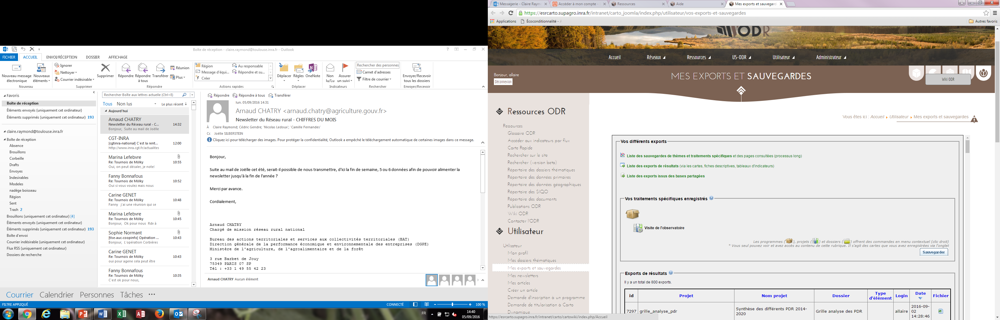 Boîte de réception - claire.raymond@toulouse.inra.fr - Outlook
FICHIER ACCUEIL ENVOI/RÉCEPTION DOSSIER AFFICHAGE
Nouveau message électronique
Nouveaux éléments
Nouveau
Ignorer
Nettoyer
Courrier indésirable
Supprimer
Supprimer
Répondre
Répondre à tous
Transférer
Réunion
Plus
Répondre
Région
Message d'équi...
Créer
Au responsable
Répondre et su...
Actions rapides
Déplacer
Règles
OneNote
Déplacer
Non lu/Lu
Assurer un suivi
Indicateurs
Rechercher des personnes
Carnet d'adresses
Filtre de courrier
Rechercher
Envoyer/Recevoir tous les dossiers
Envoyer/Recevoir
Favoris
Boîte de réception
Éléments envoyés (uniquement cet ordinateur)
Éléments supprimés (uniquement cet ordinateur) 193
claire.raymond@toulouse.inra.fr
Boîte de réception
Absence
Brouillons
Corbeille
Drafts
Envoyes
Indesirables
Modeles
nadège boisseau
Région
Sent
Trash 2
Brouillons (uniquement cet ordinateur) [4]
Éléments envoyés (uniquement cet ordinateur)
Éléments supprimés (uniquement cet ordinateur) 193
Boîte d'envoi
Courrier indésirable (uniquement cet ordinateur)
Flux RSS (uniquement cet ordinateur)
Dossiers de recherche
Rechercher Boîte aux lettres actuelle (Ctrl+E)
Tous Non lus Le plus récent
Aujourd'hui
Arnaud CHATRY
Newsletter du Réseau rural - C... 14:32
Bonjour, Suite au mail de Joëlle
CGT-INRA
[cgtinra-national] C'est la rent... 12:00
http://www.inra.cgt.fr/actualites
Marina Lefebvre
Re: Tournois de Mölky 10:55
Oui, on peut décaler, je note!
Fanny Bonnafous
Re: Tournois de Mölky 10:52
Oui si vous voulez mais nous
Carine GENET
Re: Tournois de Mölky 10:48
Fanny j'ai une réunion qui se
Marina Lefebvre
Re: Tournois de Mölky 10:45
Bonjour, Ok pour nous Rdv à
Sophie Normant
[tlse-auc-coopinfo] Opération ... 10:43
Bonjour, L'opération Corbières
Carine GENET
Re: Tournois de Mölky 10:43
oui pour agene cela peut être
Fanny Bonnafous
Re: Tournois de Mölky 10:35
C'est ok pour nous,
Répondre Répondre à tous Transférer
lun. 05/09/2016 14:31
Arnaud CHATRY <arnaud.chatry@agriculture.gouv.fr>
Newsletter du Réseau rural - CHIFFRES DU MOIS
À Claire Raymond; Cédric Gendre; 'Nicolas Ledoux'; 'Camille Fernandes'
Cc Joëlle SILBERSTEIN
Cliquez ici pour télécharger des images. Pour protéger la confidentialité, Outlook a empêché le téléchargement automatique de certaines images dans ce message.
Bonjour,
Suite au mail de Joëlle cet été, serait-il possible de nous transmettre, d'ici la fin de semaine, 5 ou 6 données afin de pouvoir alimenter la
newsletter jusqu'à la fin de l'année ?
Merci par avance.
Cordialement,
Arnaud CHATRY
Chargé de mission réseau rural national
Bureau des actions territoriales et services aux collectivités territoriales (BAT)
Direction générale de la performance économique et environnementale des entreprises (DGPE)
Ministère de l'agriculture, de l'agroalimentaire et de la forêt
3 rue Barbet de Jouy
75349 PARIS 07 SP
Tél : +33 1 49 55 42 23
Arnaud CHATRY Aucun élément
Courrier Calendrier Personnes Tâches ...
FILTRE APPLIQUÉ CONNECTÉ 100 %
FR 14:40
05/09/2016
Messagerie - Claire Raym
Accéder à mon compte -
Ressources
Aide
Mes exports et sauvegard
https://esrcarto.supagro.inra.fr/intranet/carto_joomla/index.php/utilisateur/vos-exports-et-sauvegardes
Applications Écoconditionnalité - Autres favoris
ODR
Accueil Réseaux Ressources US-ODR Utilisateur Administrateur
Bonjour, allaire
Déconnexion
MES EXPORTS ET SAUVEGARDES
Wiki ODR
Vous êtes ici : Accueil Utilisateur Mes exports et sauvegardes
Ressources ODR
Ressources
Glossaire ODR
Accéder aux indicateurs par flux
Carte Rapide
Rechercher sur le site
Rechercher (version beta)
Répertoire des dossiers thématiques
Répertoire des données primaires
Répertoire des données géographiques
Répertoire des SIQO
Répertoire des documents
Publications ODR
Wiki ODR
Contacter l'ODR
Utilisateur
Utilisateur
Mon profil
Mes dossiers thématiques
Mes exports et sauvegardes
Mes newsletters
Mes articles
Créer un article
Demande d'inscription à un programme
Demande de titularisation à Carto
Dynamique
Vos différents exports
Liste des sauvegardes de thèmes et traitements spécifiques et des pages consultées (processus long)
Liste des exports de résultats (via les cartes, fiches descriptives, tableaux d'indicateurs)
Liste des exports issus des bases partagées
Vos traitements spécifiques enregistrés
Visite de l'observatoire
Les programmes ( ), projets ( ) et dossiers ( ) offrent des commandes en menu contextuel (clic droit)
* Vous seul pouvez voir et avez accès au contenu de cette rubrique. Il s'agit des cartes que vous avez enregistrées via l'onglet
Sauvegarder
Exports de résultats
Il y a un total de 800 exports.
id Projet Nom projet Dossier Type d'élément Login Date Fichier
7297 grille_analyse_pdr Synthèse des différents PDR 2014-2020 Grille analyse des PDR allaire 2016-09-02 14:28:46
https://esrcarto.supagro.inra.fr/intranet/carto/cartowiki/index.php/Accueil